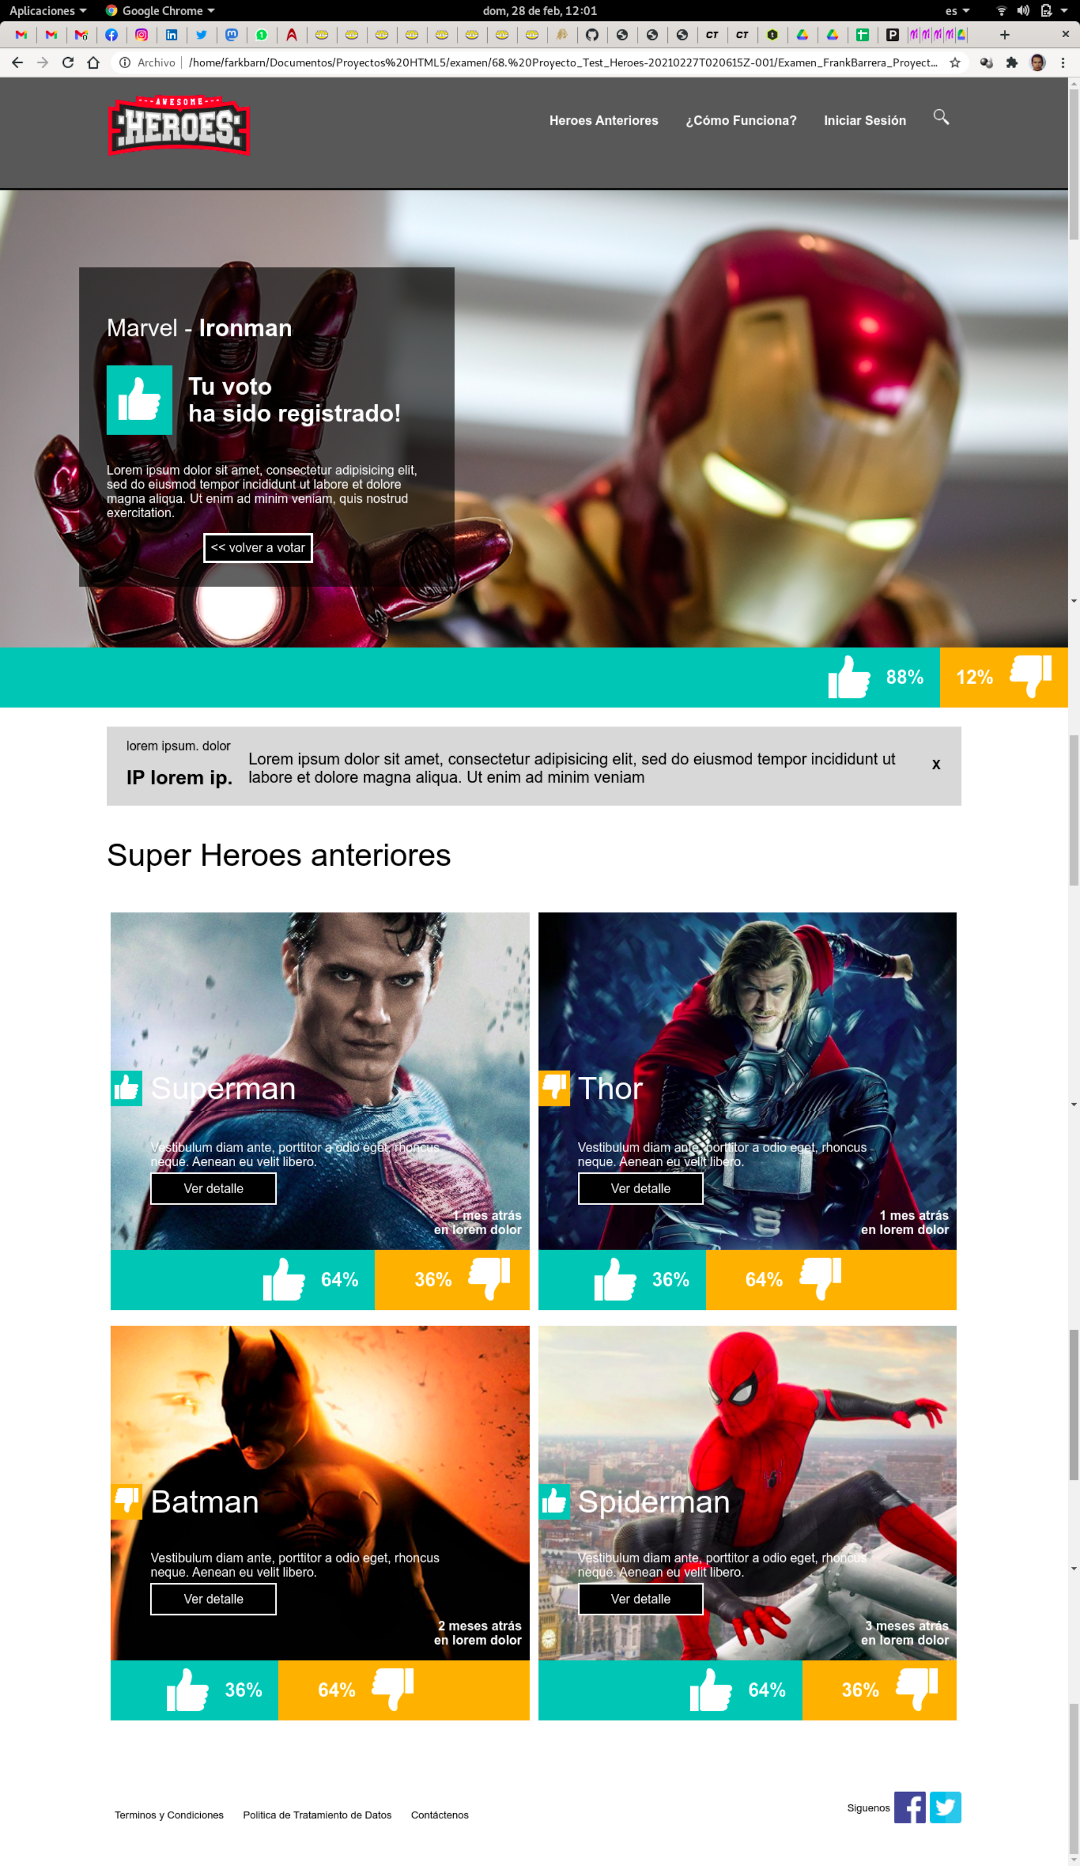 Aplicaciones
Google Chrome
dom, 28 de feb, 12:01
es
Archivo
/home/farkbarn/Documentos/Proyectos%20HTML5/examen/68.%20Proyecto_Test_Heroes-20210227T020615Z-001/Examen_FrankBarrera_Proyect...
AWESOME
HEROES
Heroes Anteriores
¿Cómo Funciona?
Iniciar Sesión
Marvel - Ironman
Tu voto
ha sido registrado!
Lorem ipsum dolor sit amet, consectetur adipisicing elit,
sed do eiusmod tempor incididunt ut labore et dolore
magna aliqua. Ut enim ad minim veniam, quis nostrud
exercitation.
<< volver a votar
88%
12%
lorem ipsum. dolor
IP lorem ip.
Lorem ipsum dolor sit amet, consectetur adipisicing elit, sed do eiusmod tempor incididunt ut
labore et dolore magna aliqua. Ut enim ad minim veniam
X
Super Heroes anteriores
Superman
Vestibulum diam ante, porttitor a odio eget, rhoncus
neque. Aenean eu velit libero.
Ver detalle
1 mes atrás
en lorem dolor
64%
36%
Thor
Vestibulum diam ante, porttitor a odio eget, rhoncus
neque. Aenean eu velit libero.
Ver detalle
1 mes atrás
en lorem dolor
36%
64%
Batman
Vestibulum diam ante, porttitor a odio eget, rhoncus
neque. Aenean eu velit libero.
Ver detalle
2 meses atrás
en lorem dolor
36%
64%
Spiderman
Vestibulum diam ante, porttitor a odio eget, rhoncus
neque. Aenean eu velit libero.
Ver detalle
3 meses atrás
en lorem dolor
64%
36%
Terminos y Condiciones
Politica de Tratamiento de Datos
Contáctenos
Siguenos